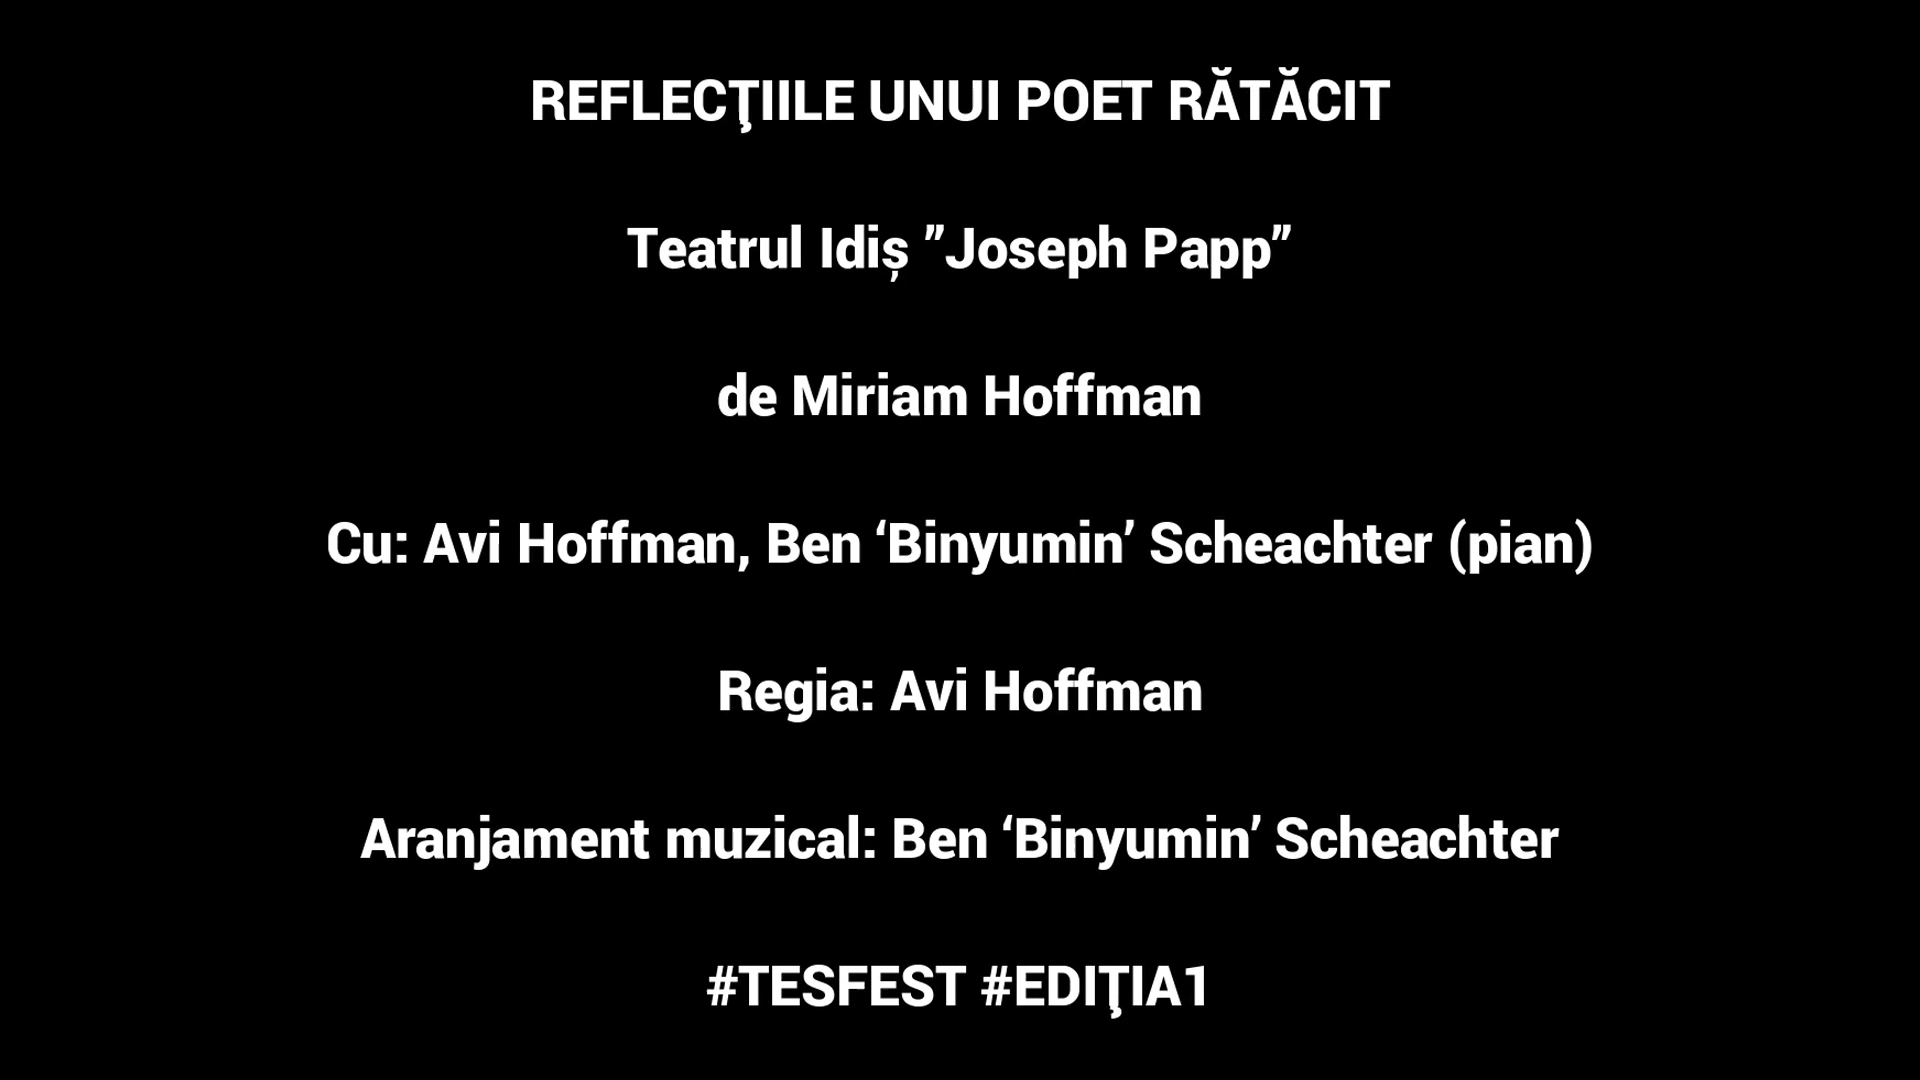 REFLECŢIILE UNUI POET RĂTĂCIT
Teatrul Idiș ”Joseph Papp”
de Miriam Hoffman
Cu: Avi Hoffman, Ben ‘Binyumin’ Scheachter (pian)
Regia: Avi Hoffman
Aranjament muzical: Ben ‘Binyumin’ Scheachter
#TESFEST #EDIŢIA1